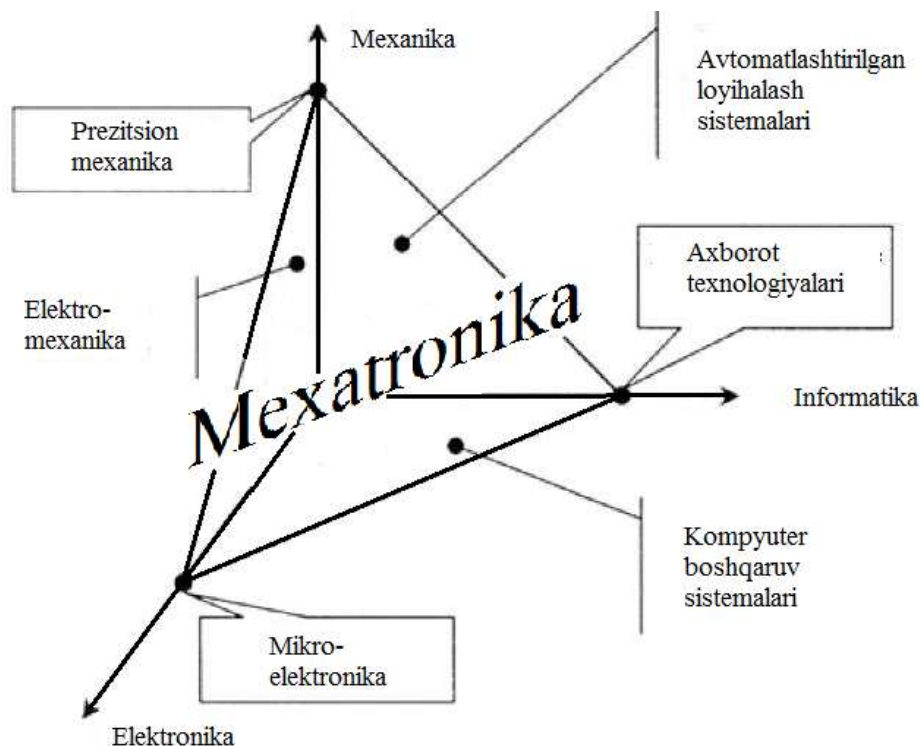 Mexanika
Avtomatlashtirilgan
loyihalash
sistemalari
Prezitsion
mexanika
Axborot
texnologiyalari
Elektro-
mexanika
Mexatronika
Informatika
Kompyuter
boshqaruv
sistemalari
Mikro-
elektronika
Elektronika